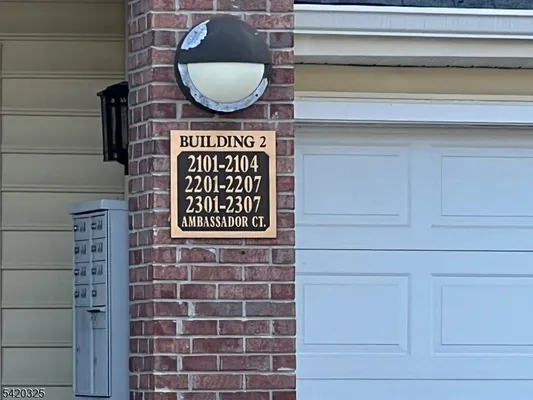 BUILDING 2
2101-2104
2201-2207
2301-2307
AMBASSADOR CT.
5420325